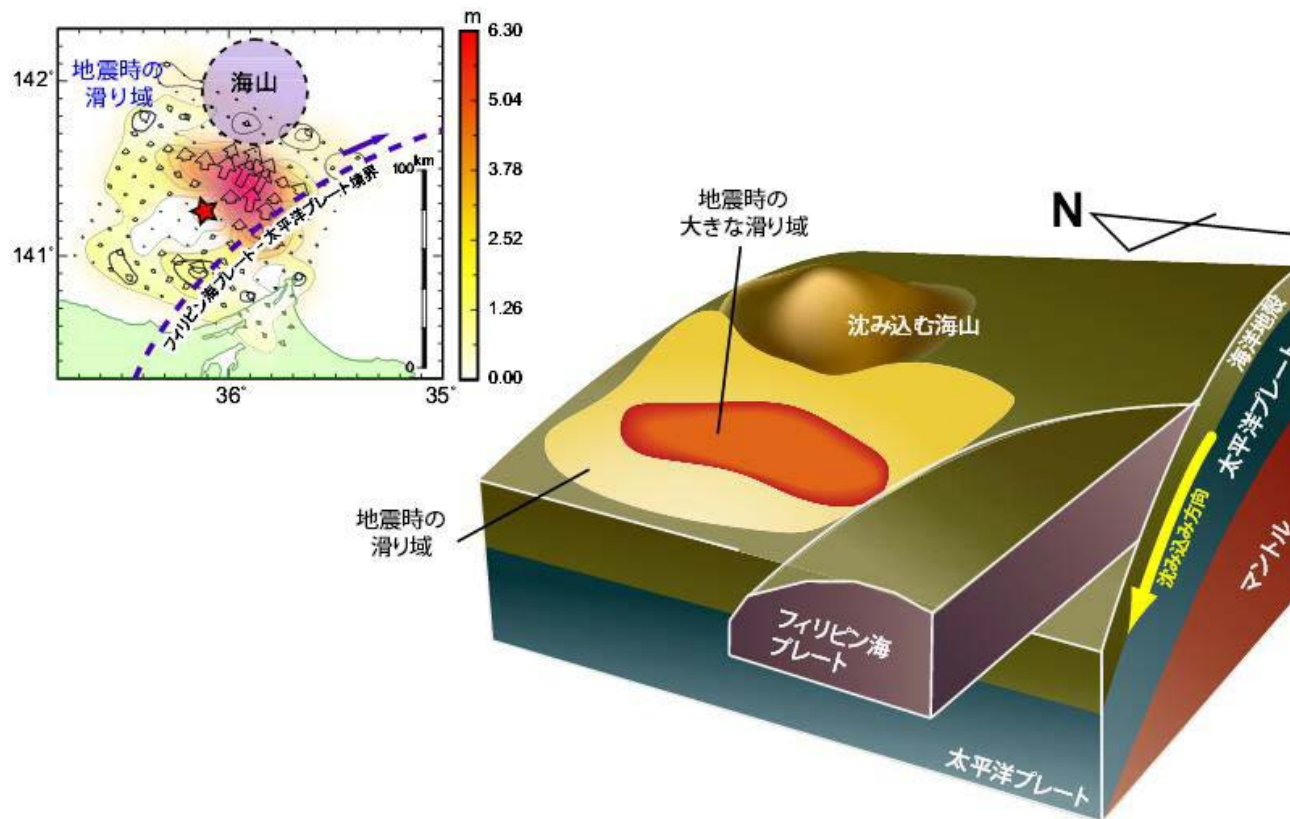 m
6.30
5.04
3.78
2.52
1.26
0.00
142°
141°
36°
35°
地震時の
滑り域
海山
100km
0
フィリピン海プレート－太平洋プレート境界
地震時の
大きな滑り域
N
沈み込む海山
海洋地殻
太平洋プレート
沈み込み方向
マントル
地震時の
滑り域
フィリピン海
プレート
太平洋プレート